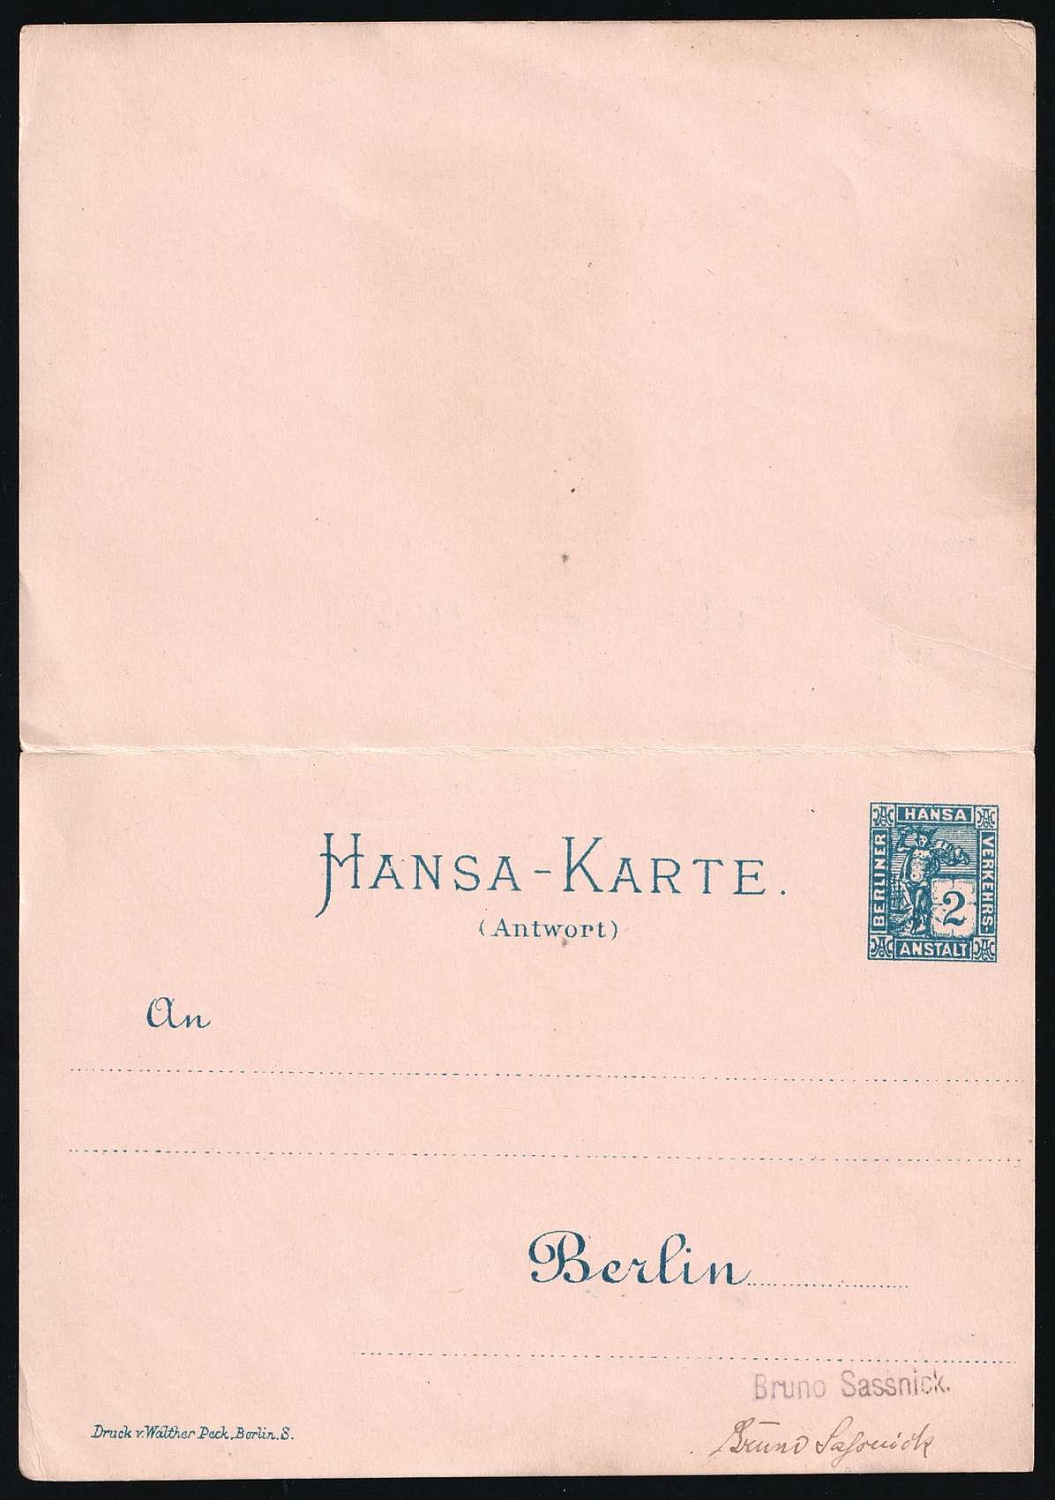 HANSA-KARTE.
(Antwort)
HANSA
BERLINER
VERKEHRS-
2
ANSTALT
An
Berlin
Bruno Sassnick.
Bruno Saſsnick
Druck v. Walther Peck, Berlin. S.